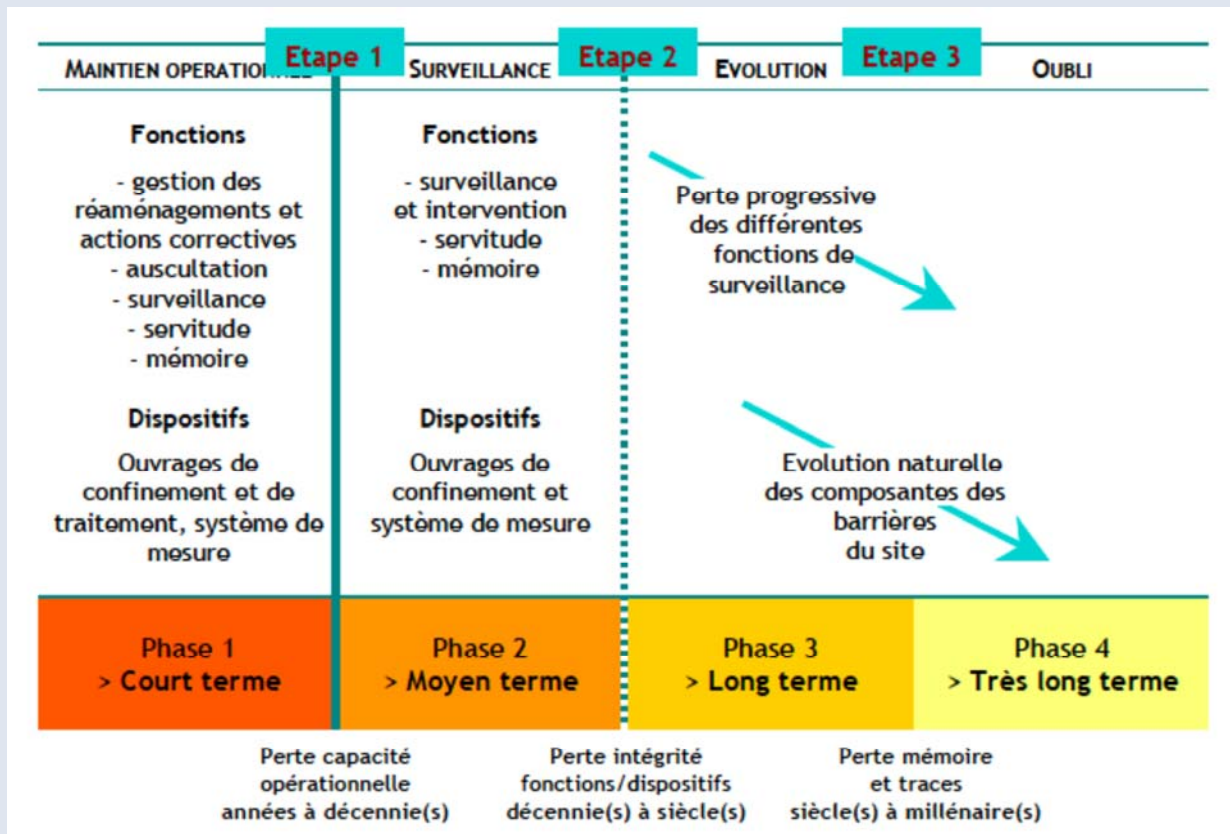 Etape 1
Etape 2
Etape 3
MAINTIEN OPERATIONNEL
SURVEILLANCE
EVOLUTION
OUBLI
Fonctions
- gestion des
réaménagements et
actions correctives
- auscultation
- surveillance
- servitude
- mémoire
Dispositifs
Ouvrages de
confinement et de
traitement, système de
mesure
Fonctions
- surveillance
et intervention
- servitude
- mémoire
Dispositifs
Ouvrages de
confinement et
système de mesure
Perte progressive
des différentes
fonctions de
surveillance
Evolution naturelle
des composantes des
barrières
du site
Phase 1
> Court terme
Phase 2
> Moyen terme
Phase 3
> Long terme
Phase 4
> Très long terme
Perte capacité
opérationnelle
années à décennie(s)
Perte intégrité
fonctions/dispositifs
décennie(s) à siècle(s)
Perte mémoire
et traces
siècle(s) à millénaire(s)